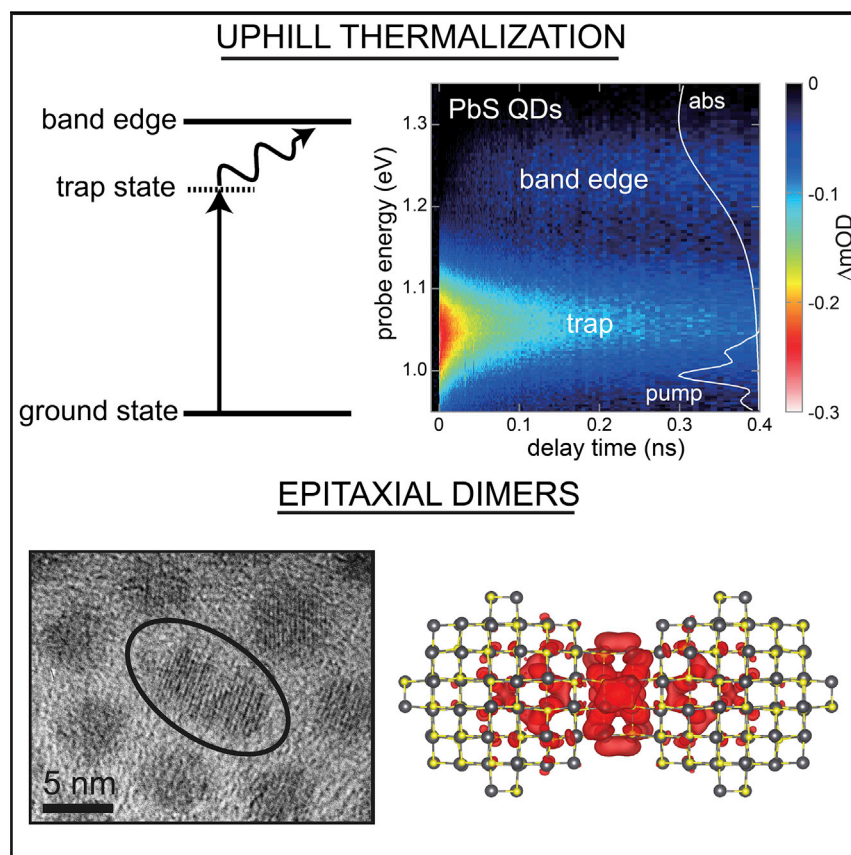 UPHILL THERMALIZATION
band edge
trap state
ground state
PbS QDs
abs
band edge
trap
pump
probe energy (eV)
1.3
1.2
1.1
1.0
0
0.1
0.2
0.3
0.4
delay time (ns)
0
-0.1
-0.2
-0.3
ΔmOD
EPITAXIAL DIMERS
5 nm